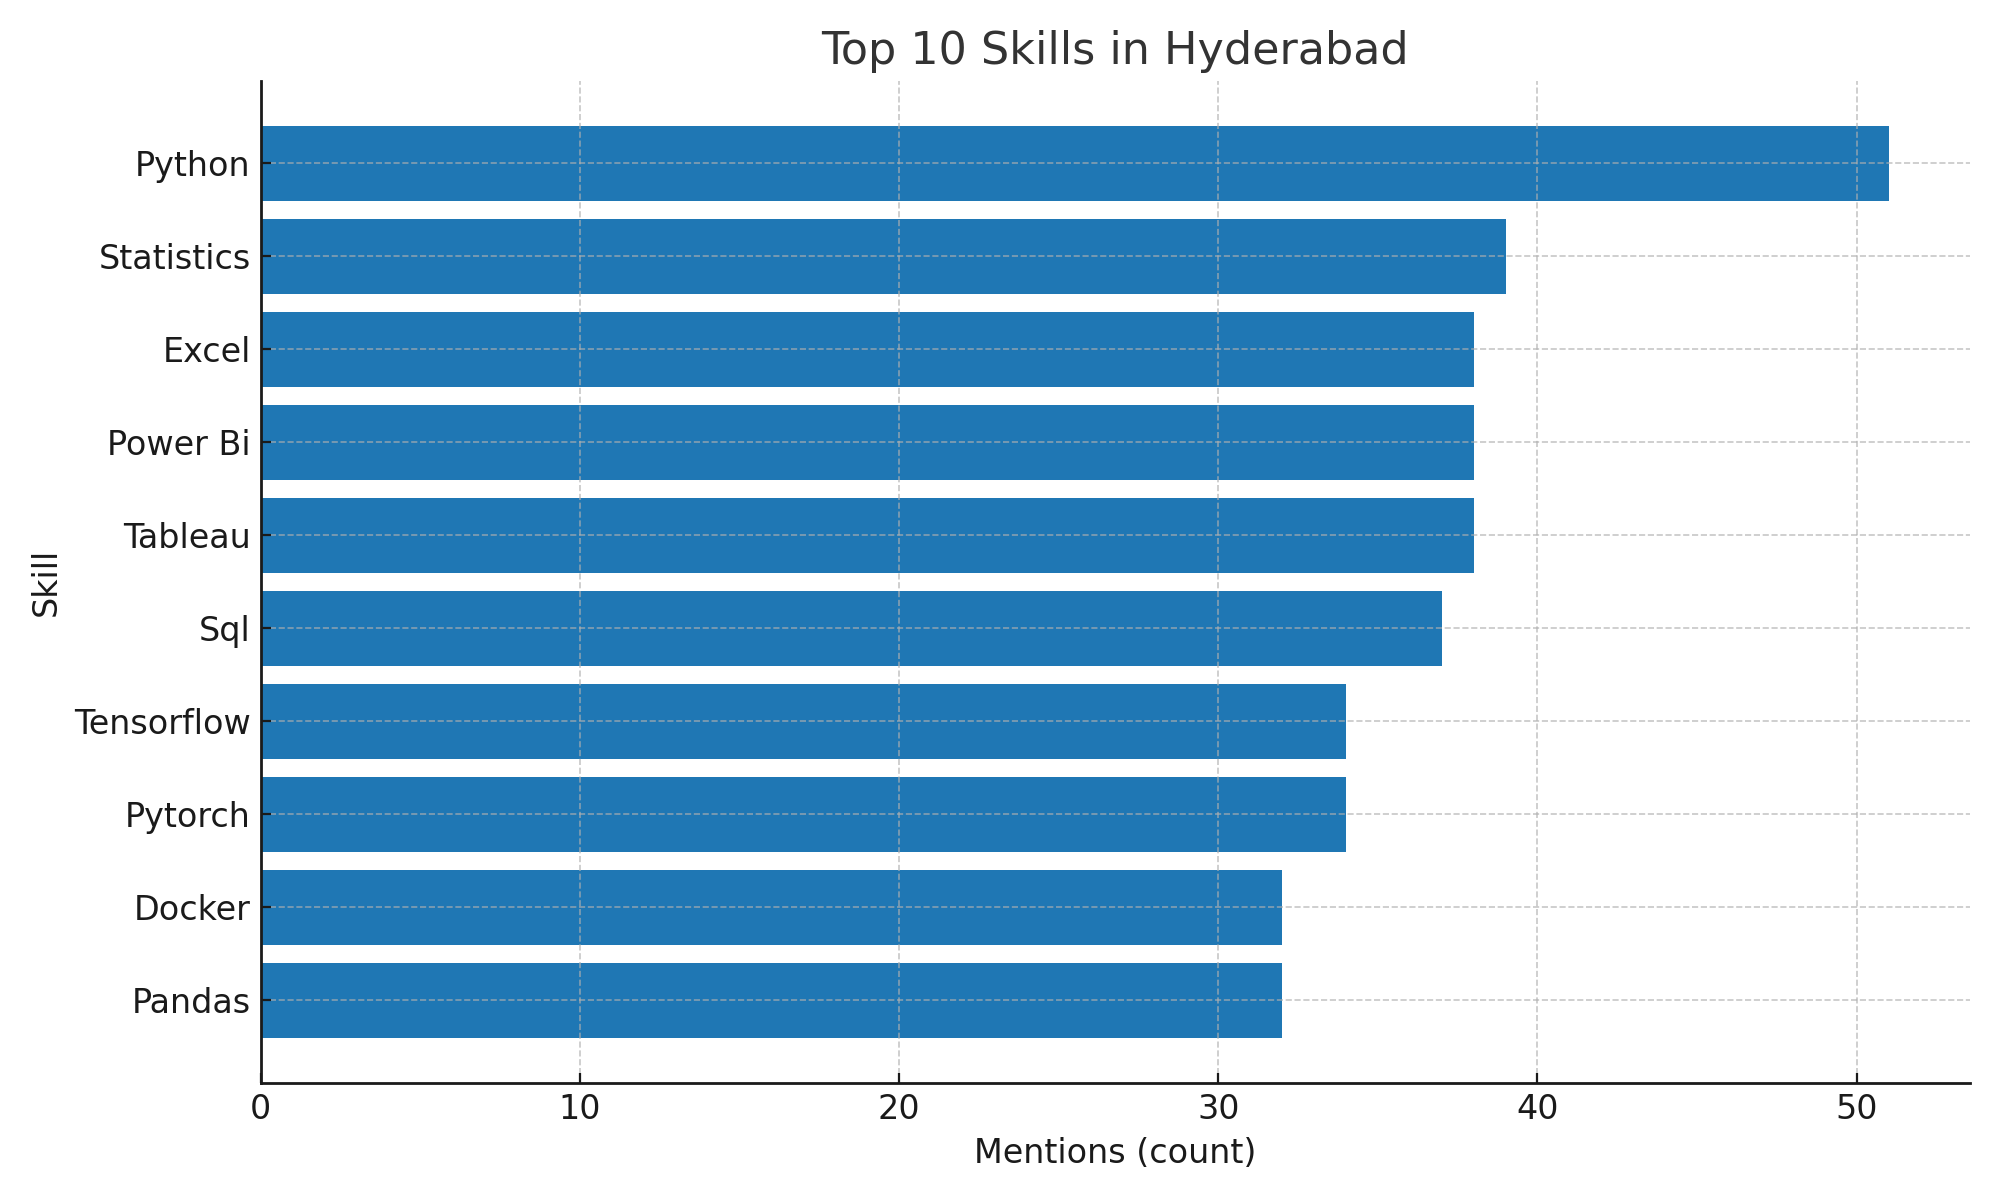 Top 10 Skills in Hyderabad
Python
Statistics
Excel
Power Bi
Tableau
Sql
Tensorflow
Pytorch
Docker
Pandas
Skill
0 10 20 30 40 50
Mentions (count)